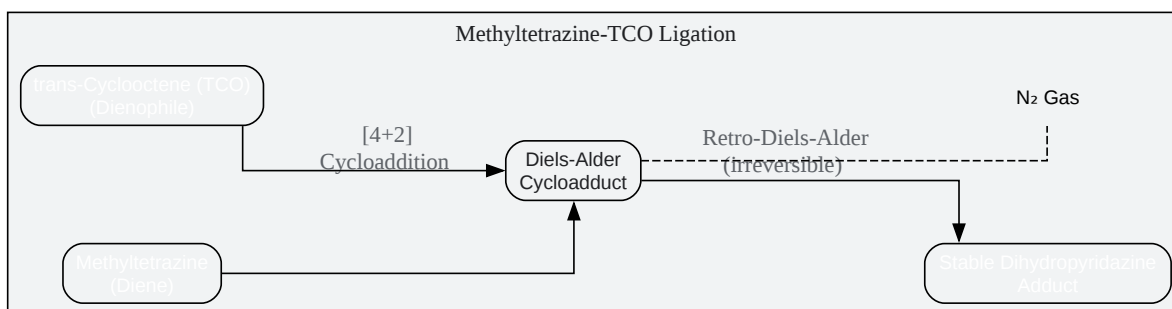 Methyltetrazine-TCO Ligation
trans-Cyclooctene (TCO)
(Dienophile)
N₂ Gas
[4+2]
Cycloaddition
Retro-Diels-Alder
(irreversible)
Diels-Alder
Cycloadduct
Methyltetrazine
(Diene)
Stable Dihydropyridazine
Adduct